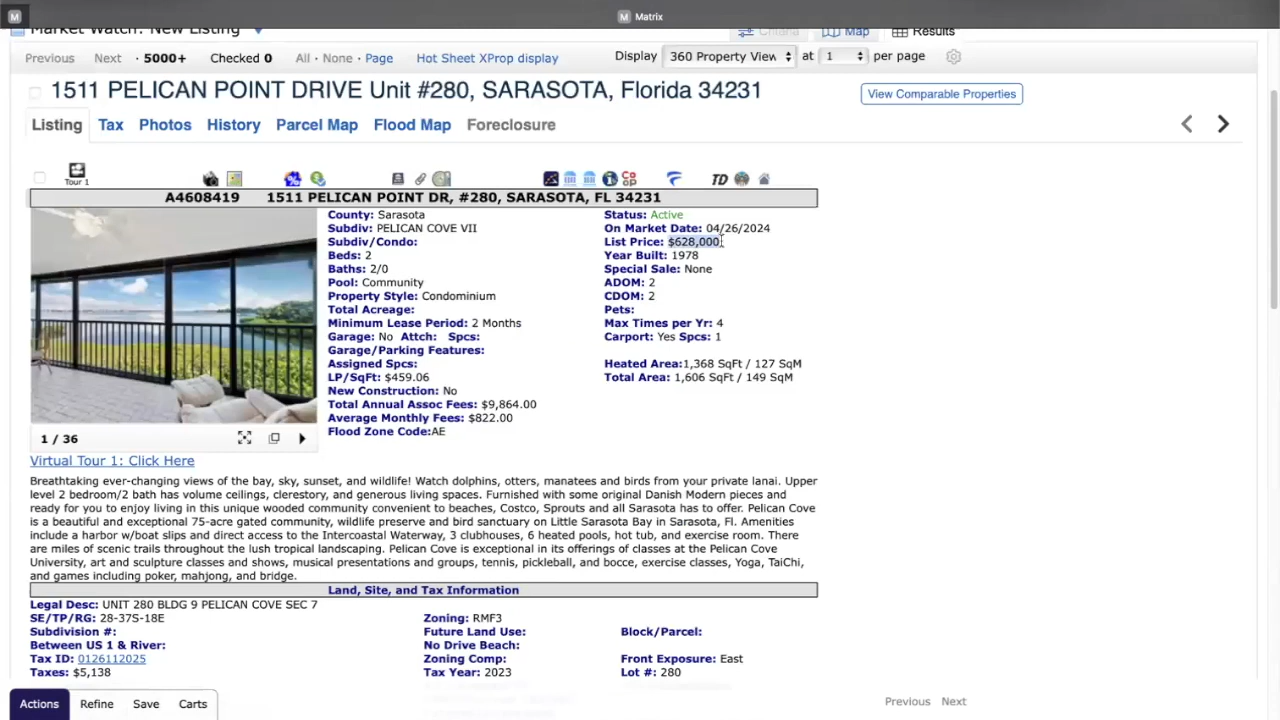 M
M Matrix
Market Watch: New Listing
Criteria Map Results
Previous Next · 5000+ Checked 0 All · None · Page Hot Sheet XProp display Display 360 Property View at 1 per page
1511 PELICAN POINT DRIVE Unit #280, SARASOTA, Florida 34231
View Comparable Properties
Listing Tax Photos History Parcel Map Flood Map Foreclosure
Tour 1
TD
A4608419 1511 PELICAN POINT DR, #280, SARASOTA, FL 34231
County: Sarasota Status: Active
Subdiv: PELICAN COVE VII On Market Date: 04/26/2024
Subdiv/Condo: List Price: $628,000
Beds: 2 Year Built: 1978
Baths: 2/0 Special Sale: None
Pool: Community ADOM: 2
Property Style: Condominium CDOM: 2
Total Acreage: Pets:
Minimum Lease Period: 2 Months Max Times per Yr: 4
Garage: No Attch: Spcs: Carport: Yes Spcs: 1
Garage/Parking Features:
Assigned Spcs: Heated Area:1,368 SqFt / 127 SqM
LP/SqFt: $459.06 Total Area: 1,606 SqFt / 149 SqM
New Construction: No
Total Annual Assoc Fees: $9,864.00
Average Monthly Fees: $822.00
Flood Zone Code:AE
1 / 36
Virtual Tour 1: Click Here
Breathtaking ever-changing views of the bay, sky, sunset, and wildlife! Watch dolphins, otters, manatees and birds from your private lanai. Upper
level 2 bedroom/2 bath has volume ceilings, clerestory, and generous living spaces. Furnished with some original Danish Modern pieces and
ready for you to enjoy living in this unique wooded community convenient to beaches, Costco, Sprouts and all Sarasota has to offer. Pelican Cove
is a beautiful and exceptional 75-acre gated community, wildlife preserve and bird sanctuary on Little Sarasota Bay in Sarasota, Fl. Amenities
include a harbor w/boat slips and direct access to the Intercoastal Waterway, 3 clubhouses, 6 heated pools, hot tub, and exercise room. There
are miles of scenic trails throughout the lush tropical landscaping. Pelican Cove is exceptional in its offerings of classes at the Pelican Cove
University, art and sculpture classes and shows, musical presentations and groups, tennis, pickleball, and bocce, exercise classes, Yoga, TaiChi,
and games including poker, mahjong, and bridge.
Land, Site, and Tax Information
Legal Desc: UNIT 280 BLDG 9 PELICAN COVE SEC 7
SE/TP/RG: 28-37S-18E Zoning: RMF3
Subdivision #: Future Land Use: Block/Parcel:
Between US 1 & River: No Drive Beach:
Tax ID: 0126112025 Zoning Comp: Front Exposure: East
Taxes: $5,138 Tax Year: 2023 Lot #: 280
Actions Refine Save Carts Previous Next